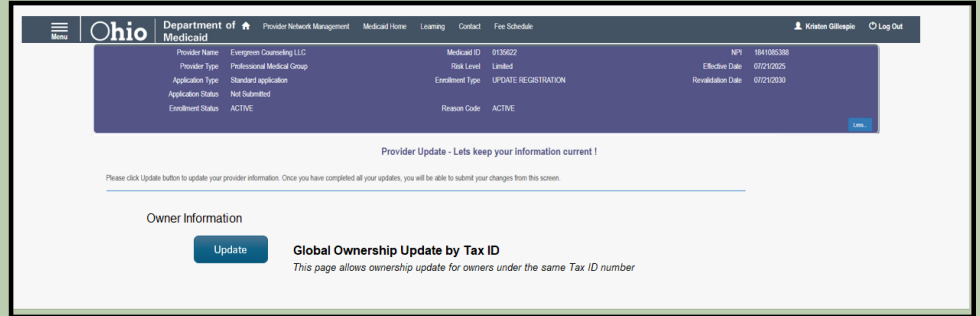 Menu
Ohio Department of Medicaid
Provider Network Management Medicaid Home Learning Contact Fee Schedule
Kristen Gillespie Log Out
Provider Name Evergreen Counseling LLC Medicaid ID 0135622 NPI 1841085388
Provider Type Professional Medical Group Risk Level Limited Effective Date 07/21/2025
Application Type Standard application Enrollment Type UPDATE REGISTRATION Revalidation Date 07/21/2030
Application Status Not Submitted
Enrollment Status ACTIVE Reason Code ACTIVE
Less..
Provider Update - Lets keep your information current !
Please click Update button to update your provider information. Once you have completed all your updates, you will be able to submit your changes from this screen.
Owner Information
Update
Global Ownership Update by Tax ID
This page allows ownership update for owners under the same Tax ID number